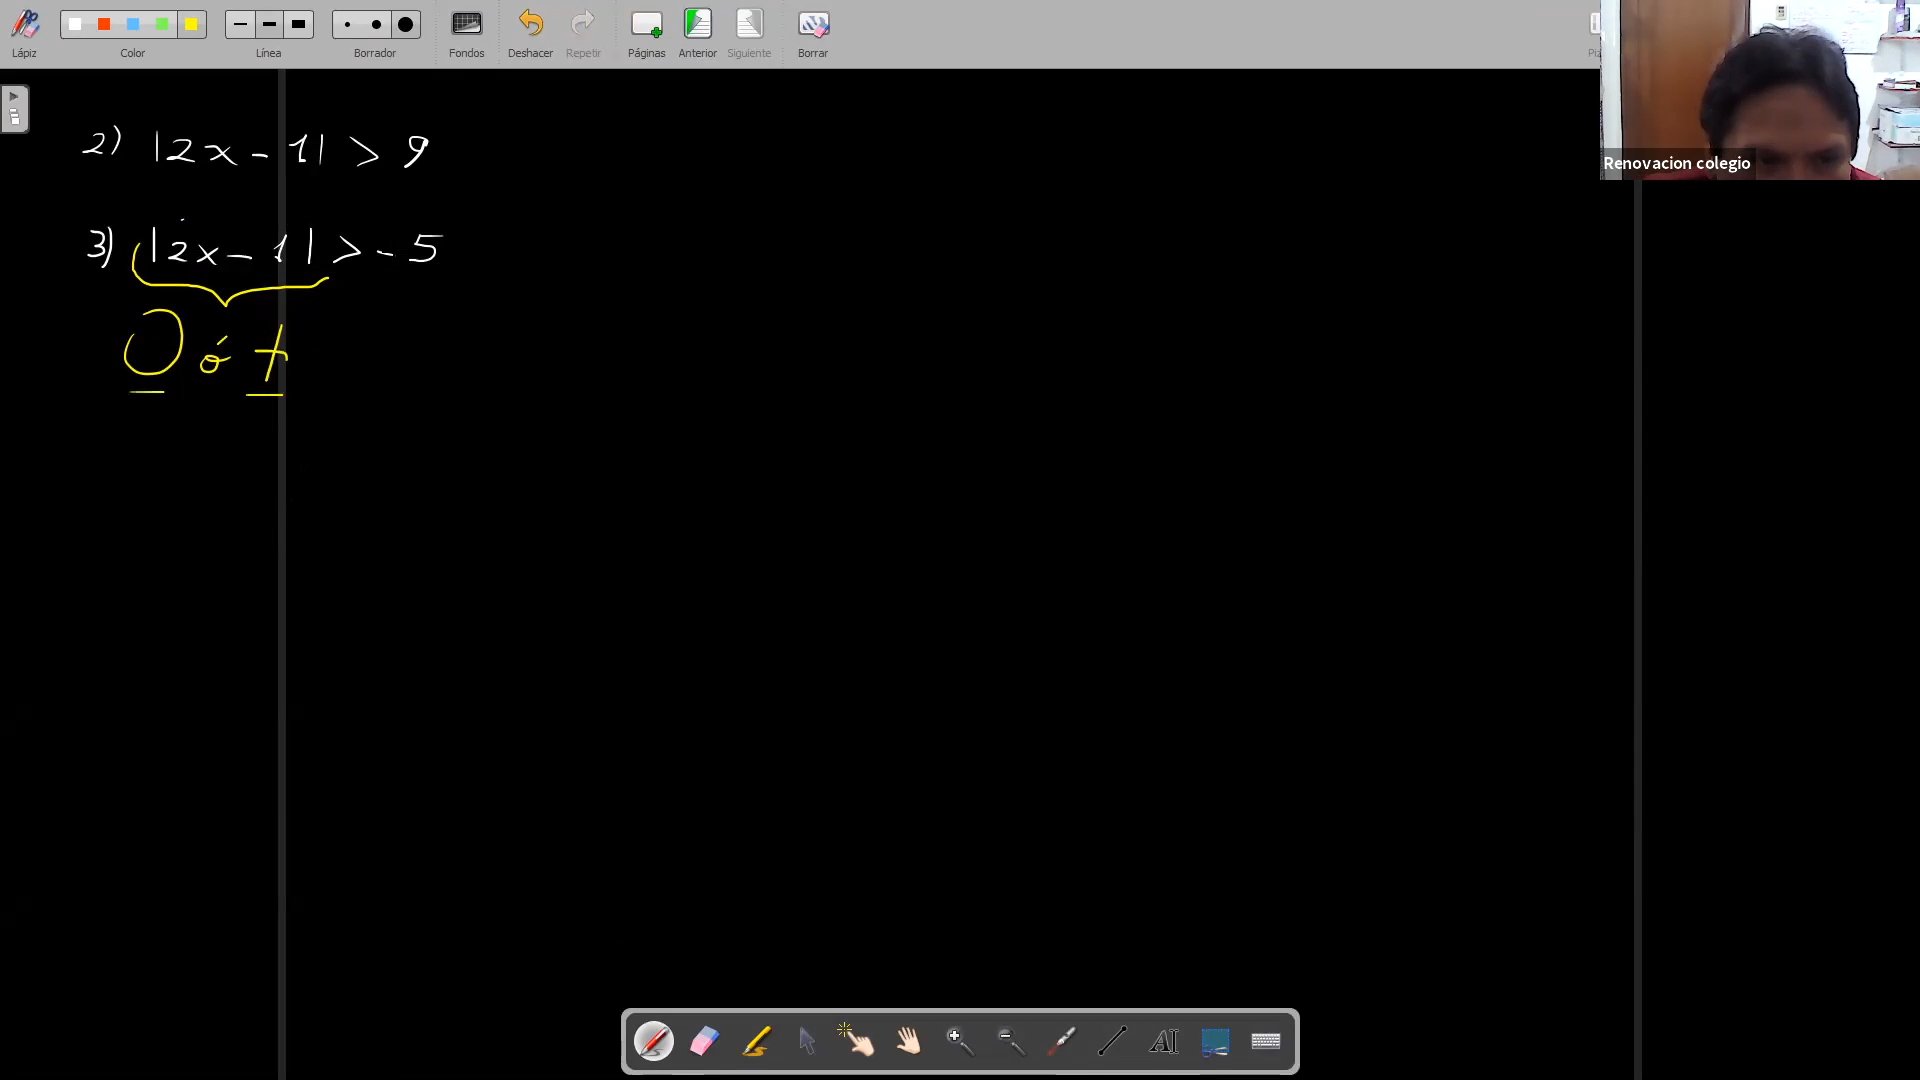 Lápiz Color Línea Borrador Fondos Deshacer Repetir Páginas Anterior Siguiente Borrar
Renovacion colegio
2) |2x - 1| > 9
3) |2x - 1| > - 5
0 ó +